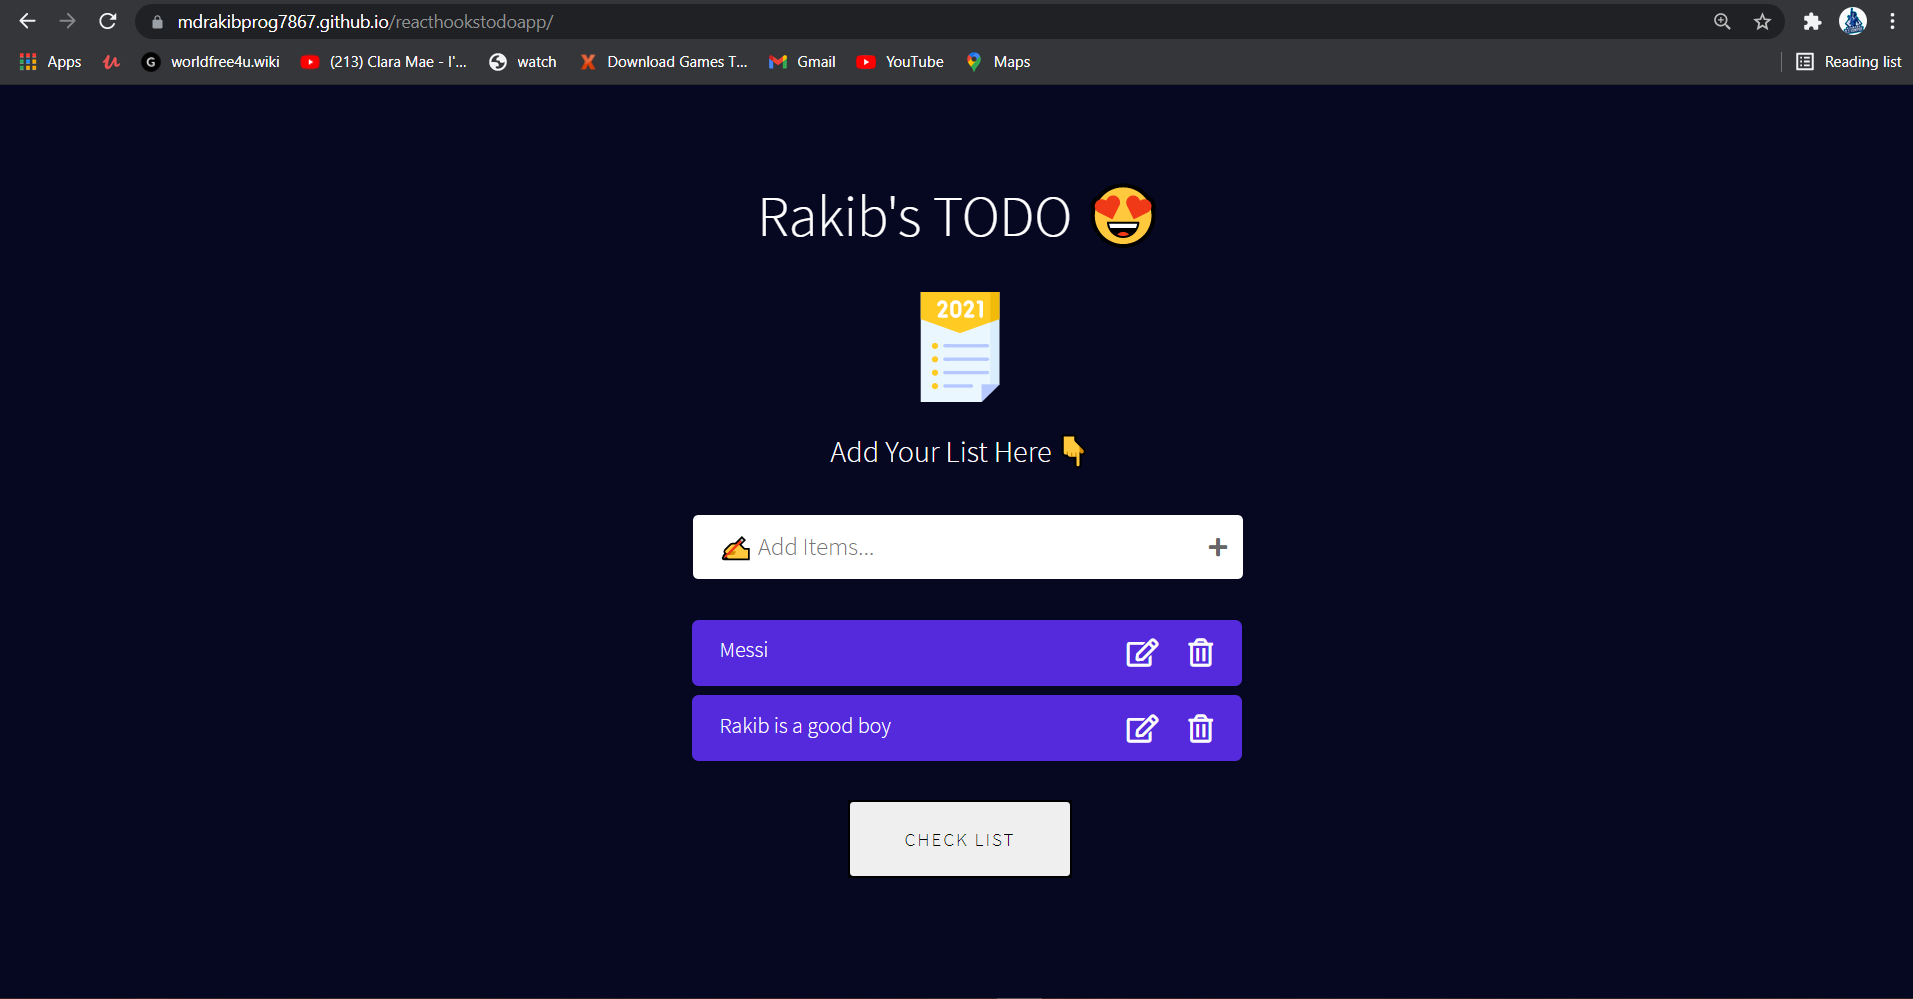 mdrakibprog7867.github.io/reacthookstodoapp/
Apps
G worldfree4u.wiki
(213) Clara Mae - I'...
watch
X Download Games T...
Gmail
YouTube
Maps
Reading list
Rakib's TODO 😍
2021
Add Your List Here 👇
✍ Add Items...
Messi
Rakib is a good boy
CHECK LIST